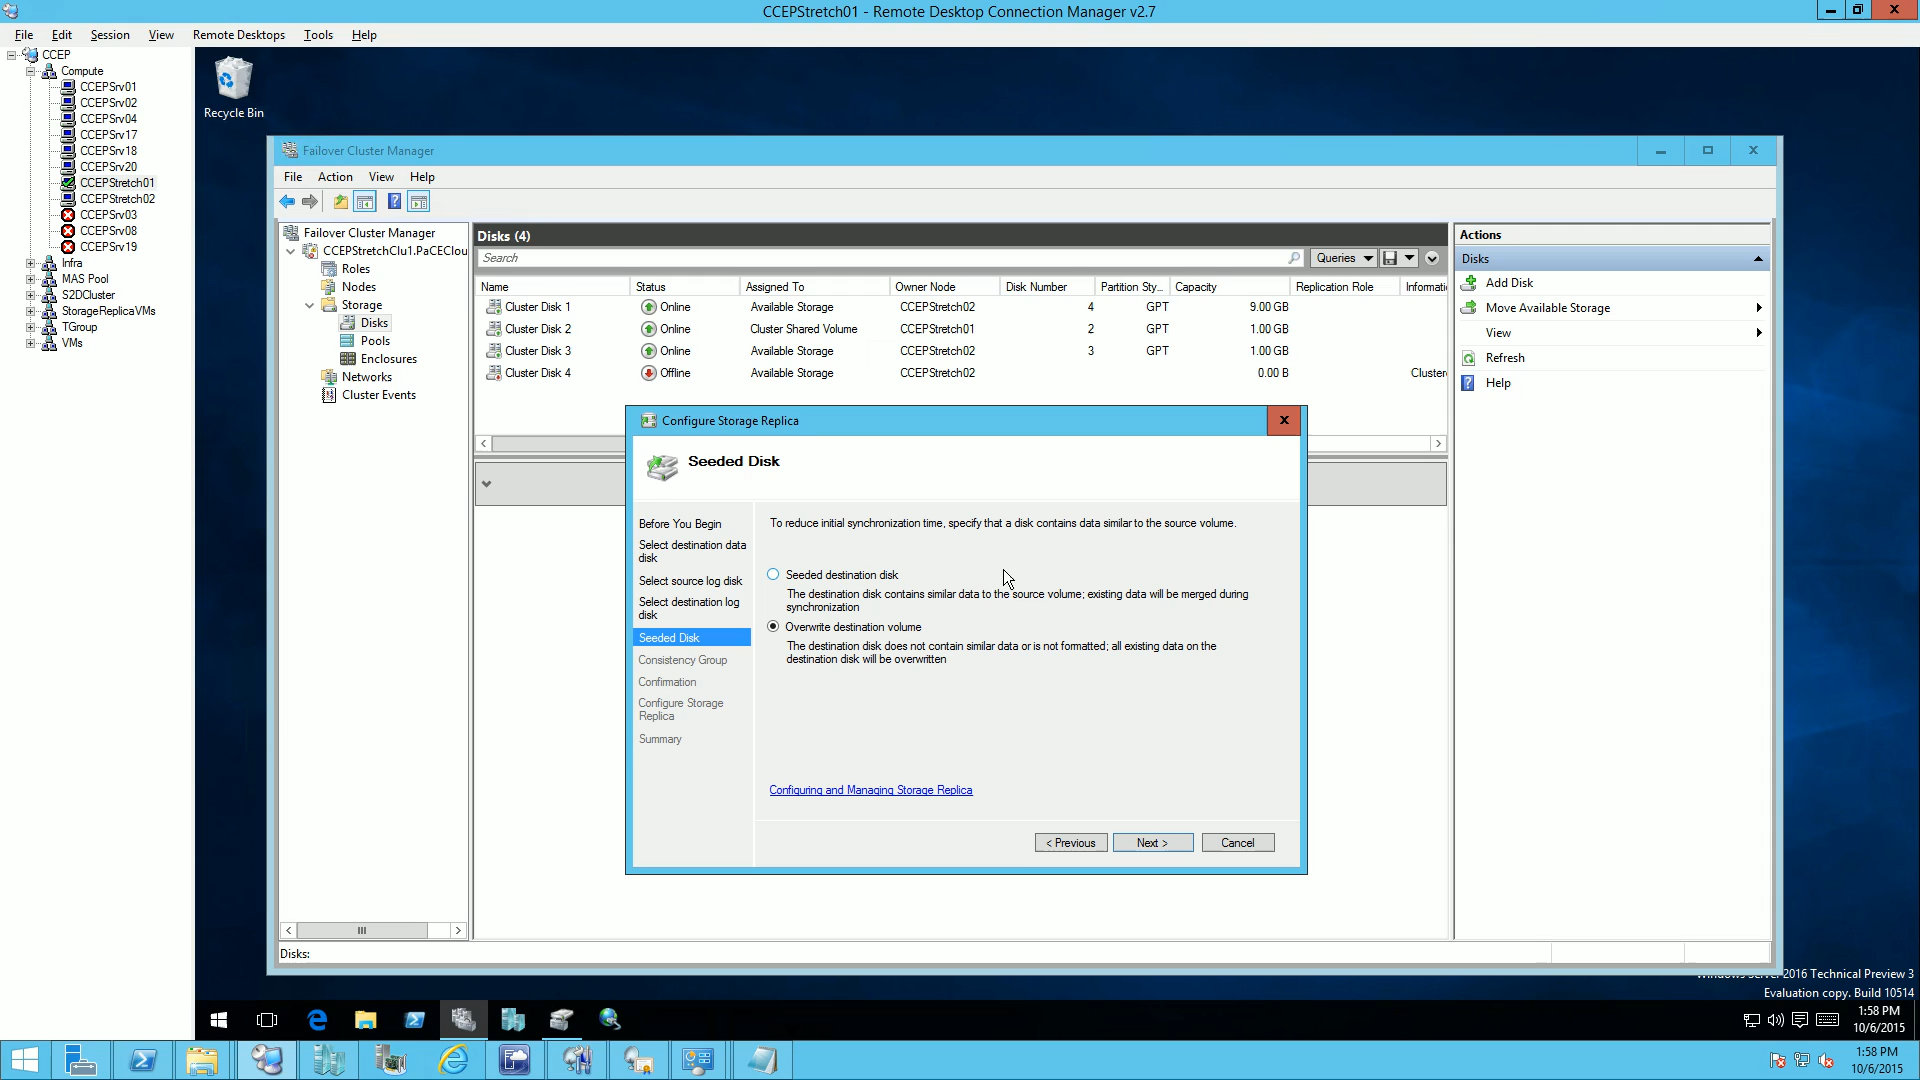 CCEPStretch01 - Remote Desktop Connection Manager v2.7
File Edit Session View Remote Desktops Tools Help
CCEP
Compute
CCEPSrv01
CCEPSrv02
CCEPSrv04
CCEPSrv17
CCEPSrv18
CCEPSrv20
CCEPStretch01
CCEPStretch02
CCEPSrv03
CCEPSrv08
CCEPSrv19
Infra
MAS Pool
S2DCluster
StorageReplicaVMs
TGroup
VMs
Recycle Bin
Failover Cluster Manager
File Action View Help
Failover Cluster Manager
CCEPStretchClu1.PaCEClou
Roles
Nodes
Storage
Disks
Pools
Enclosures
Networks
Cluster Events
Disks (4)
Search
Queries
Name Status Assigned To Owner Node Disk Number Partition Sty... Capacity Replication Role Informati
Cluster Disk 1 Online Available Storage CCEPStretch02 4 GPT 9.00 GB
Cluster Disk 2 Online Cluster Shared Volume CCEPStretch01 2 GPT 1.00 GB
Cluster Disk 3 Online Available Storage CCEPStretch02 3 GPT 1.00 GB
Cluster Disk 4 Offline Available Storage CCEPStretch02 0.00 B Cluster
Actions
Disks
Add Disk
Move Available Storage
View
Refresh
Help
Configure Storage Replica
Seeded Disk
Before You Begin
Select destination data
disk
Select source log disk
Select destination log
disk
Seeded Disk
Consistency Group
Confirmation
Configure Storage
Replica
Summary
To reduce initial synchronization time, specify that a disk contains data similar to the source volume.
Seeded destination disk
The destination disk contains similar data to the source volume; existing data will be merged during
synchronization
Overwrite destination volume
The destination disk does not contain similar data or is not formatted; all existing data on the
destination disk will be overwritten
Configuring and Managing Storage Replica
< Previous Next > Cancel
Disks:
Windows Server 2016 Technical Preview 3
Evaluation copy. Build 10514
1:58 PM
10/6/2015
1:58 PM
10/6/2015